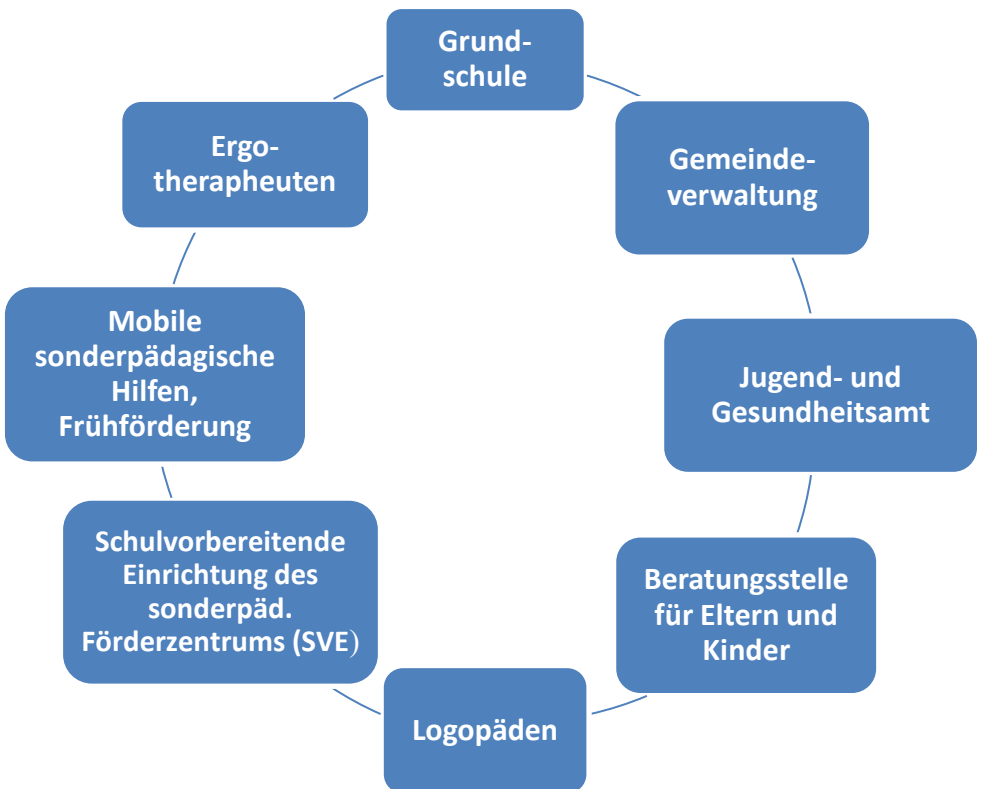 Grund-
schule
Gemeinde-
verwaltung
Jugend- und
Gesundheitsamt
Beratungsstelle
für Eltern und
Kinder
Logopäden
Schulvorbereitende
Einrichtung des
sonderpäd.
Förderzentrums (SVE)
Mobile
sonderpädagische
Hilfen,
Frühförderung
Ergo-
therapheuten